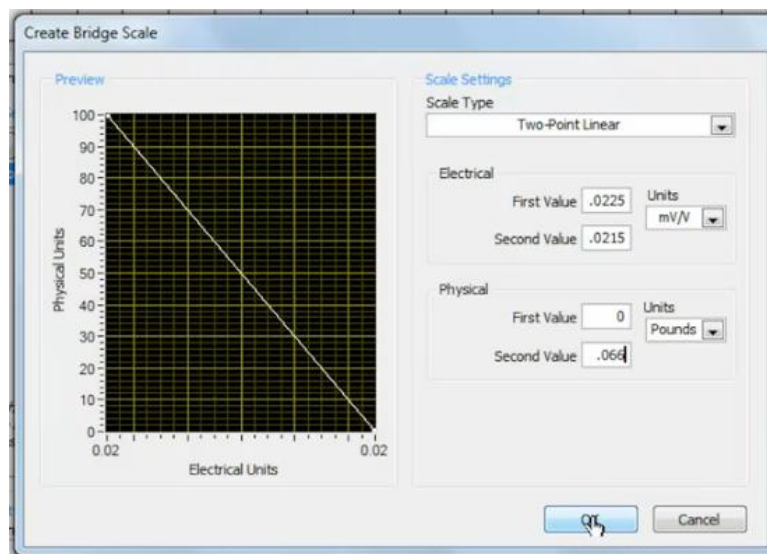 Create Bridge Scale
Preview
100
90
80
70
60
50
40
30
20
10
0
Physical Units
0.02
0.02
Electrical Units
Scale Settings
Scale Type
Two-Point Linear
Electrical
First Value .0225
Units
mV/V
Second Value .0215
Physical
First Value 0
Units
Pounds
Second Value .066
Cancel